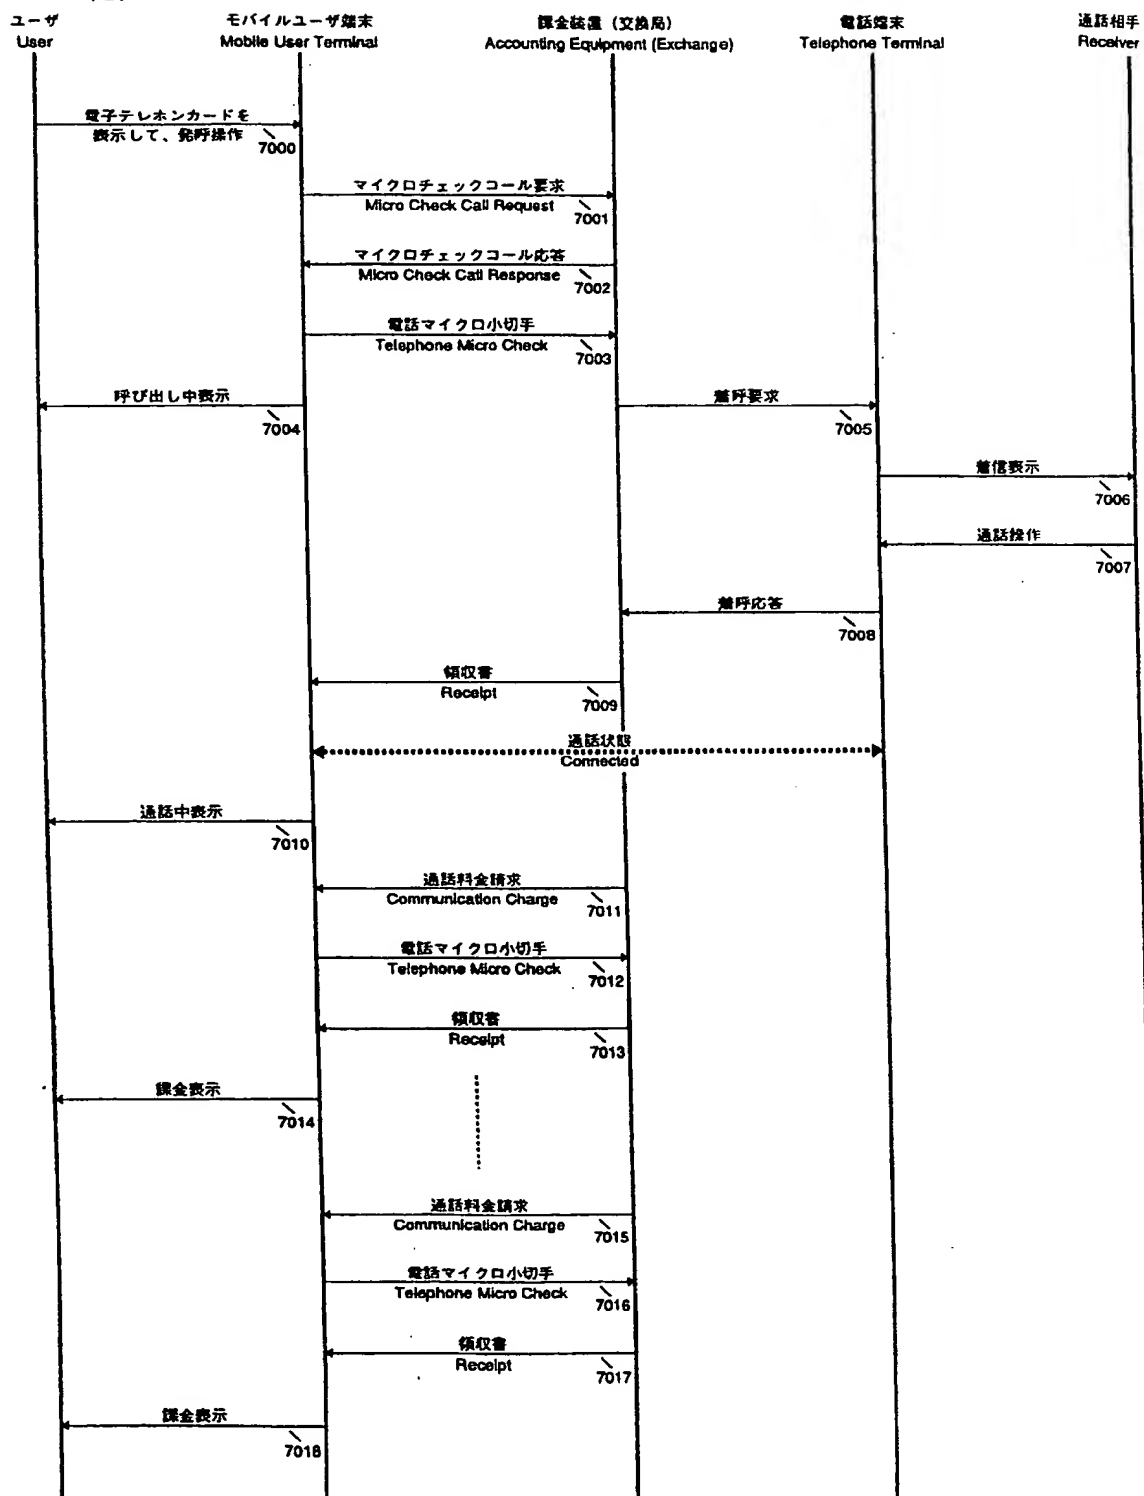 ユーザ
User
モバイルユーザ端末
Mobile User Terminal
課金装置（交換局）
Accounting Equipment (Exchange)
電話端末
Telephone Terminal
通話相手
Receiver
電子テレホンカードを
表示して、発呼操作
7000
マイクロチェックコール要求
Micro Check Call Request
7001
マイクロチェックコール応答
Micro Check Call Response
7002
電話マイクロ小切手
Telephone Micro Check
7003
呼び出し中表示
7004
着呼要求
7005
着信表示
7006
通話操作
7007
着呼応答
7008
領収書
Receipt
7009
通話状態
Connected
通話中表示
7010
通話料金請求
Communication Charge
7011
電話マイクロ小切手
Telephone Micro Check
7012
領収書
Receipt
7013
課金表示
7014
通話料金請求
Communication Charge
7015
電話マイクロ小切手
Telephone Micro Check
7016
領収書
Receipt
7017
課金表示
7018